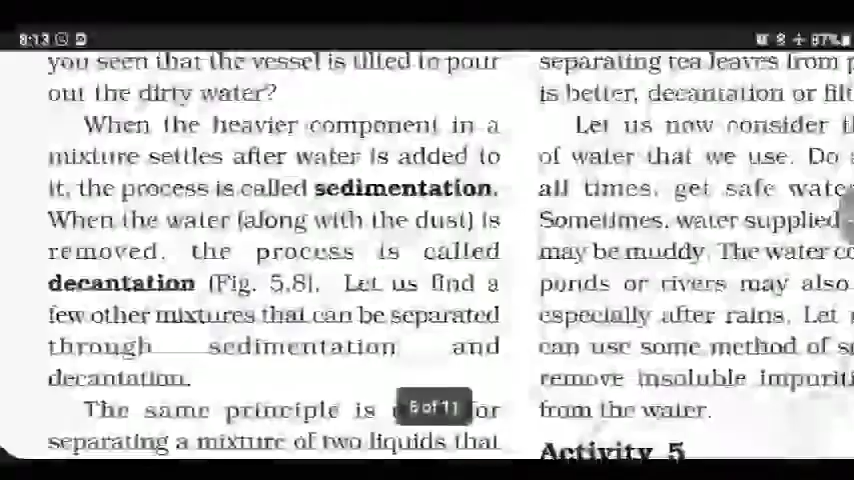 8:13
87%
you seen that the vessel is tilted to pour
out the dirty water?
When the heavier component in a
mixture settles after water is added to
it, the process is called sedimentation.
When the water (along with the dust) is
removed, the process is called
decantation (Fig. 5.8). Let us find a
few other mixtures that can be separated
through sedimentation and
decantation.
The same principle is for
separating a mixture of two liquids that
6 of 11
separating tea leaves from
is better, decantation or
Let us now consider
of water that we use. Do
all times, get safe
Sometimes, water supplied
may be muddy. The water
ponds or rivers may also
especially after rains. Let
can use some method of
remove insoluble
from the water.
Activity 5